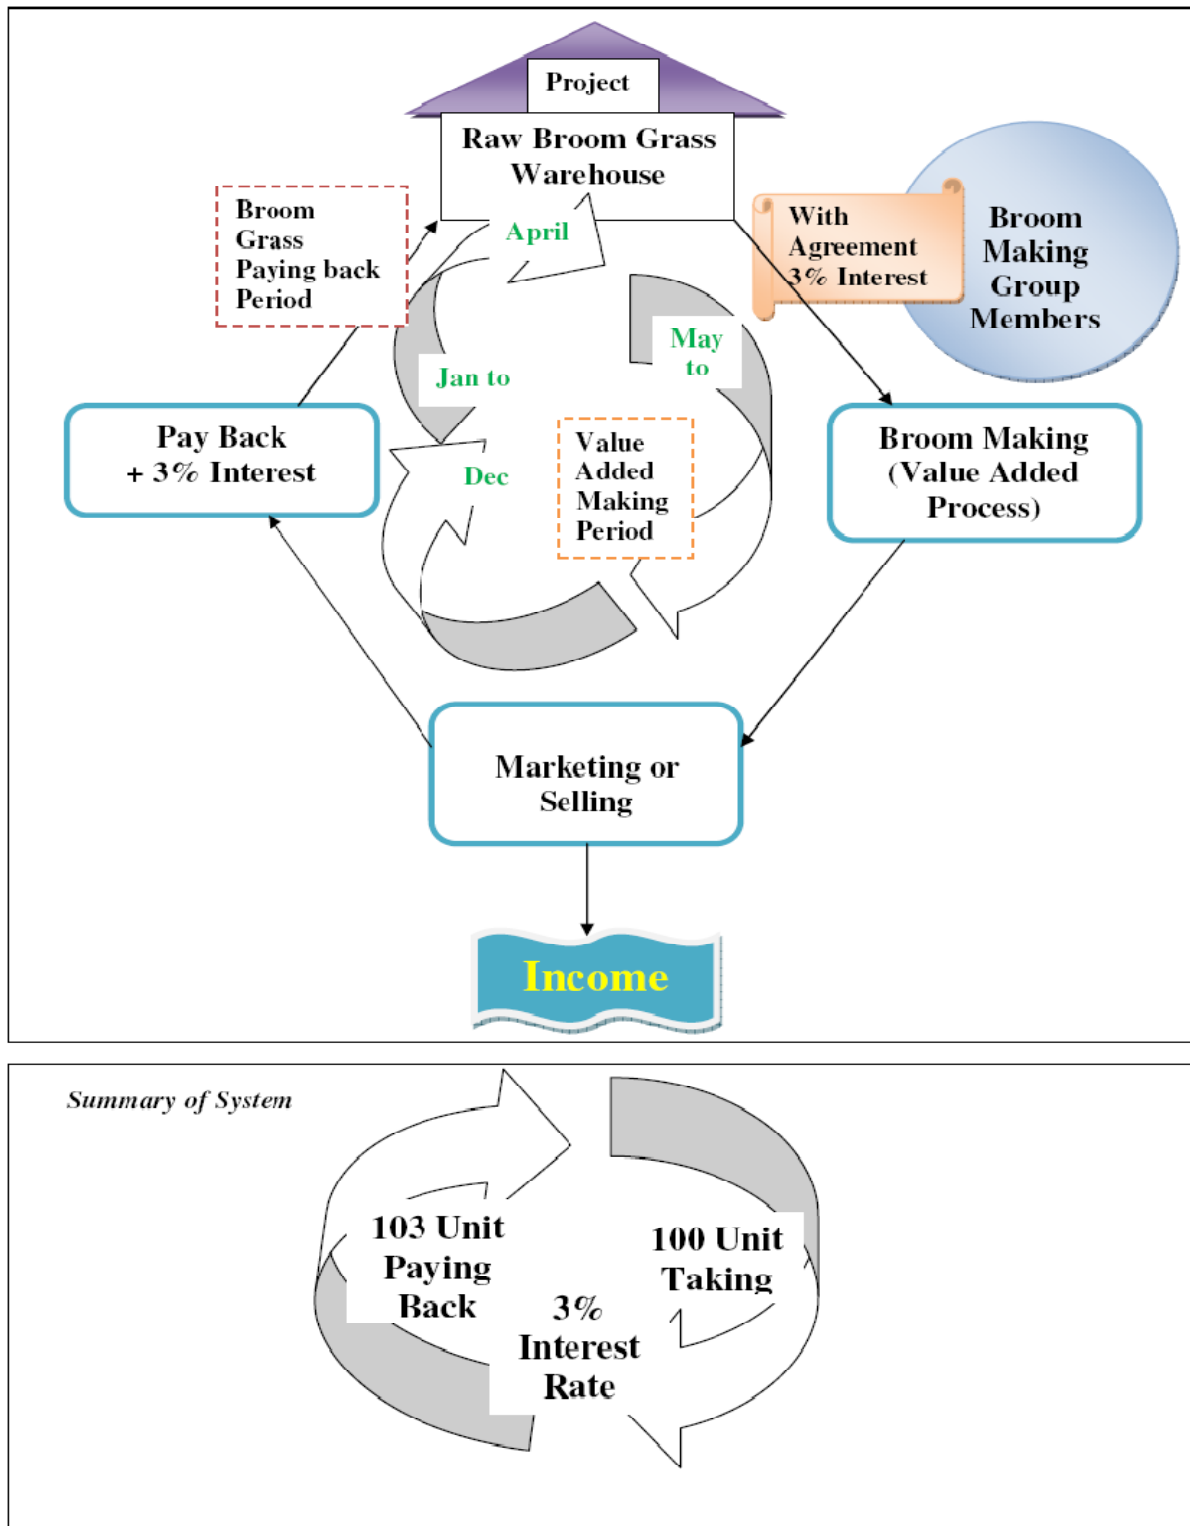 Project
Raw Broom Grass
Warehouse
Broom
Grass
Paying back
Period
April
With
Agreement
3% Interest
Broom
Making
Group
Members
May
to
Jan to
Pay Back
+ 3% Interest
Dec
Value
Added
Making
Period
Broom Making
(Value Added
Process)
Marketing or
Selling
Income
Summary of System
103 Unit
Paying
Back
100 Unit
Taking
3%
Interest
Rate